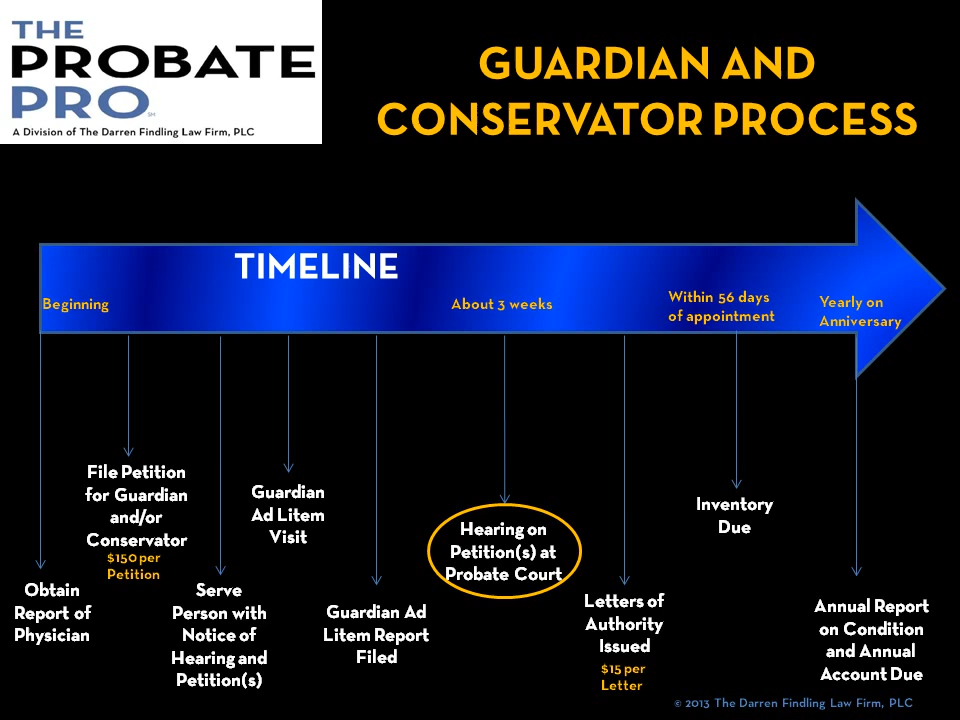 THE
PROBATE
PRO SM
A Division of The Darren Findling Law Firm, PLC
GUARDIAN AND
CONSERVATOR PROCESS
TIMELINE
Beginning
About 3 weeks
Within 56 days
of appointment
Yearly on
Anniversary
Obtain
Report of
Physician
File Petition
for Guardian
and/or
Conservator
$150 per
Petition
Serve
Person with
Notice of
Hearing and
Petition(s)
Guardian
Ad Litem
Visit
Guardian Ad
Litem Report
Filed
Hearing on
Petition(s) at
Probate Court
Letters of
Authority
Issued
$15 per
Letter
Inventory
Due
Annual Report
on Condition
and Annual
Account Due
© 2013 The Darren Findling Law Firm, PLC